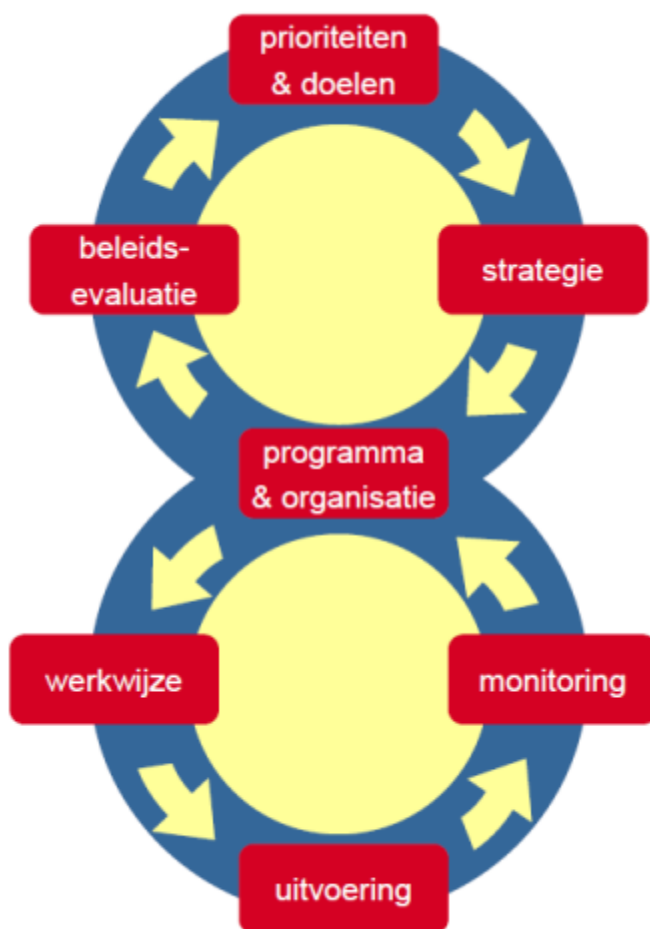 prioriteiten
& doelen
beleids-
evaluatie
strategie
programma
& organisatie
werkwijze
monitoring
uitvoering